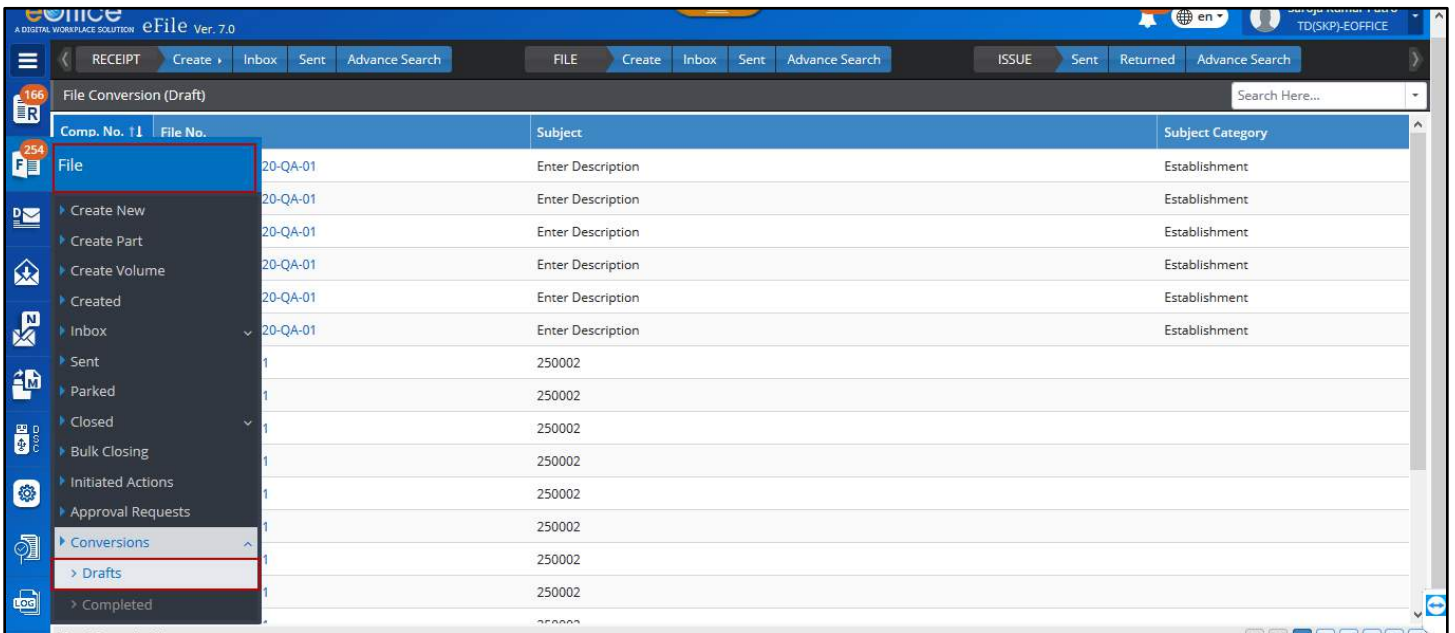 eOffice
A DIGITAL WORKPLACE SOLUTION eFile Ver. 7.0
en
TD(SKP)-EOFFICE
RECEIPT Create Inbox Sent Advance Search FILE Create Inbox Sent Advance Search ISSUE Sent Returned Advance Search
166
R
File Conversion (Draft) Search Here...
Comp. No. File No. Subject Subject Category
254
F
File
20-QA-01 Enter Description Establishment
Create New 20-QA-01 Enter Description Establishment
D
Create Part 20-QA-01 Enter Description Establishment
Create Volume 20-QA-01 Enter Description Establishment
Created 20-QA-01 Enter Description Establishment
N
Inbox 20-QA-01 Enter Description Establishment
Sent 1 250002
M
Parked 1 250002
Closed 1 250002
DSC
Bulk Closing 1 250002
Initiated Actions 1 250002
Approval Requests 1 250002
Conversions 1 250002
> Drafts
1 250002
LOG
> Completed